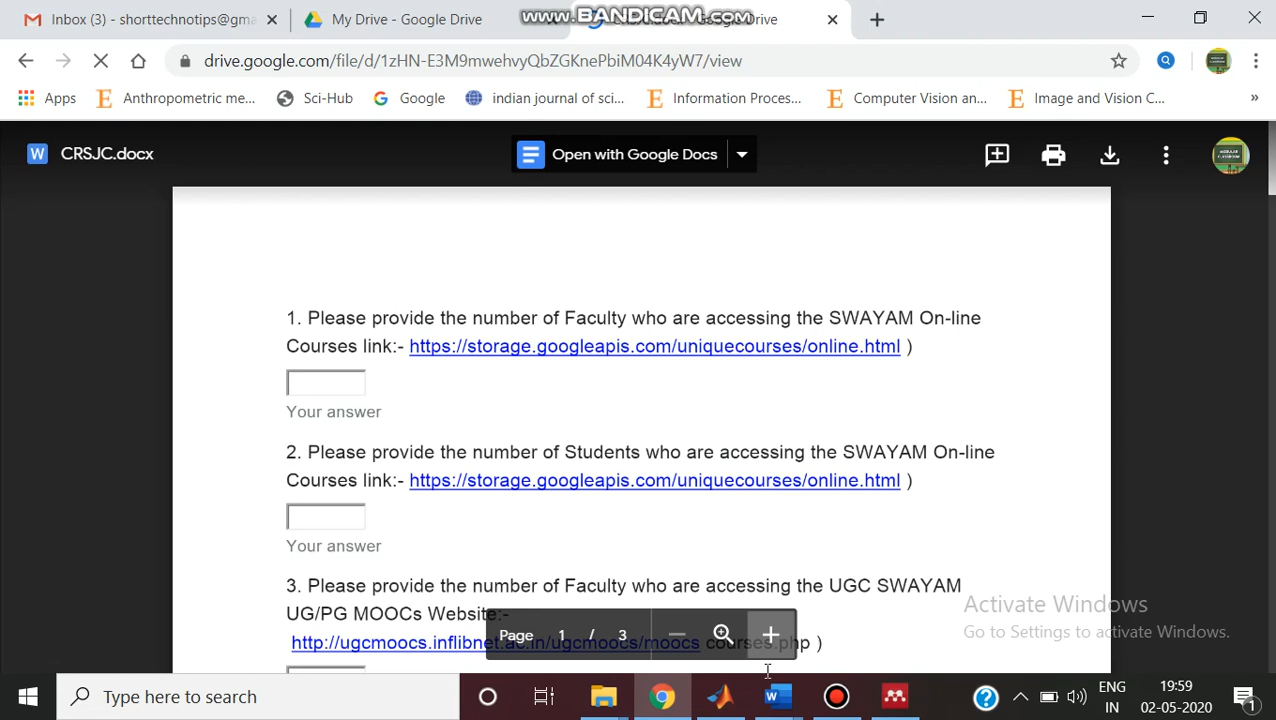 www.BANDICAM.com
Inbox (3) - shorttechnotips@gma
My Drive - Google Drive
Google Drive
drive.google.com/file/d/1zHN-E3M9mwehvyQbZGKnePbiM04K4yW7/view
Apps
Anthropometric me...
Sci-Hub
Google
indian journal of sci...
Information Proces...
Computer Vision an...
Image and Vision C...
CRSJC.docx
Open with Google Docs
1. Please provide the number of Faculty who are accessing the SWAYAM On-line
Courses link:- https://storage.googleapis.com/uniquecourses/online.html )
Your answer
2. Please provide the number of Students who are accessing the SWAYAM On-line
Courses link:- https://storage.googleapis.com/uniquecourses/online.html )
Your answer
3. Please provide the number of Faculty who are accessing the UGC SWAYAM
UG/PG MOOCs Website:-
http://ugcmoocs.inflibnet.ac.in/ugcmoocs/moocs courses.php )
Page 1 / 3
Activate Windows
Go to Settings to activate Windows.
Type here to search
ENG
IN
19:59
02-05-2020
1